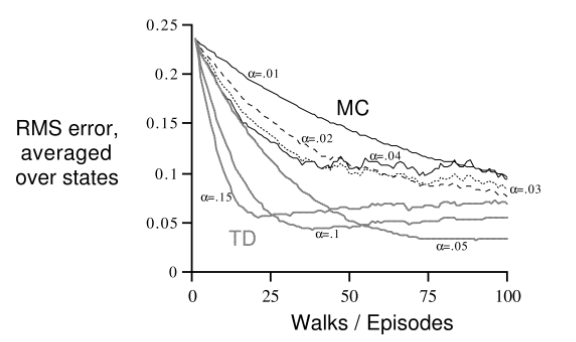 0.25
0.2
0.15
0.1
0.05
0
RMS error,
averaged
over states
α=.01
MC
α=.02
α=.04
α=.03
α=.15
TD
α=.1
α=.05
0 25 50 75 100
Walks / Episodes